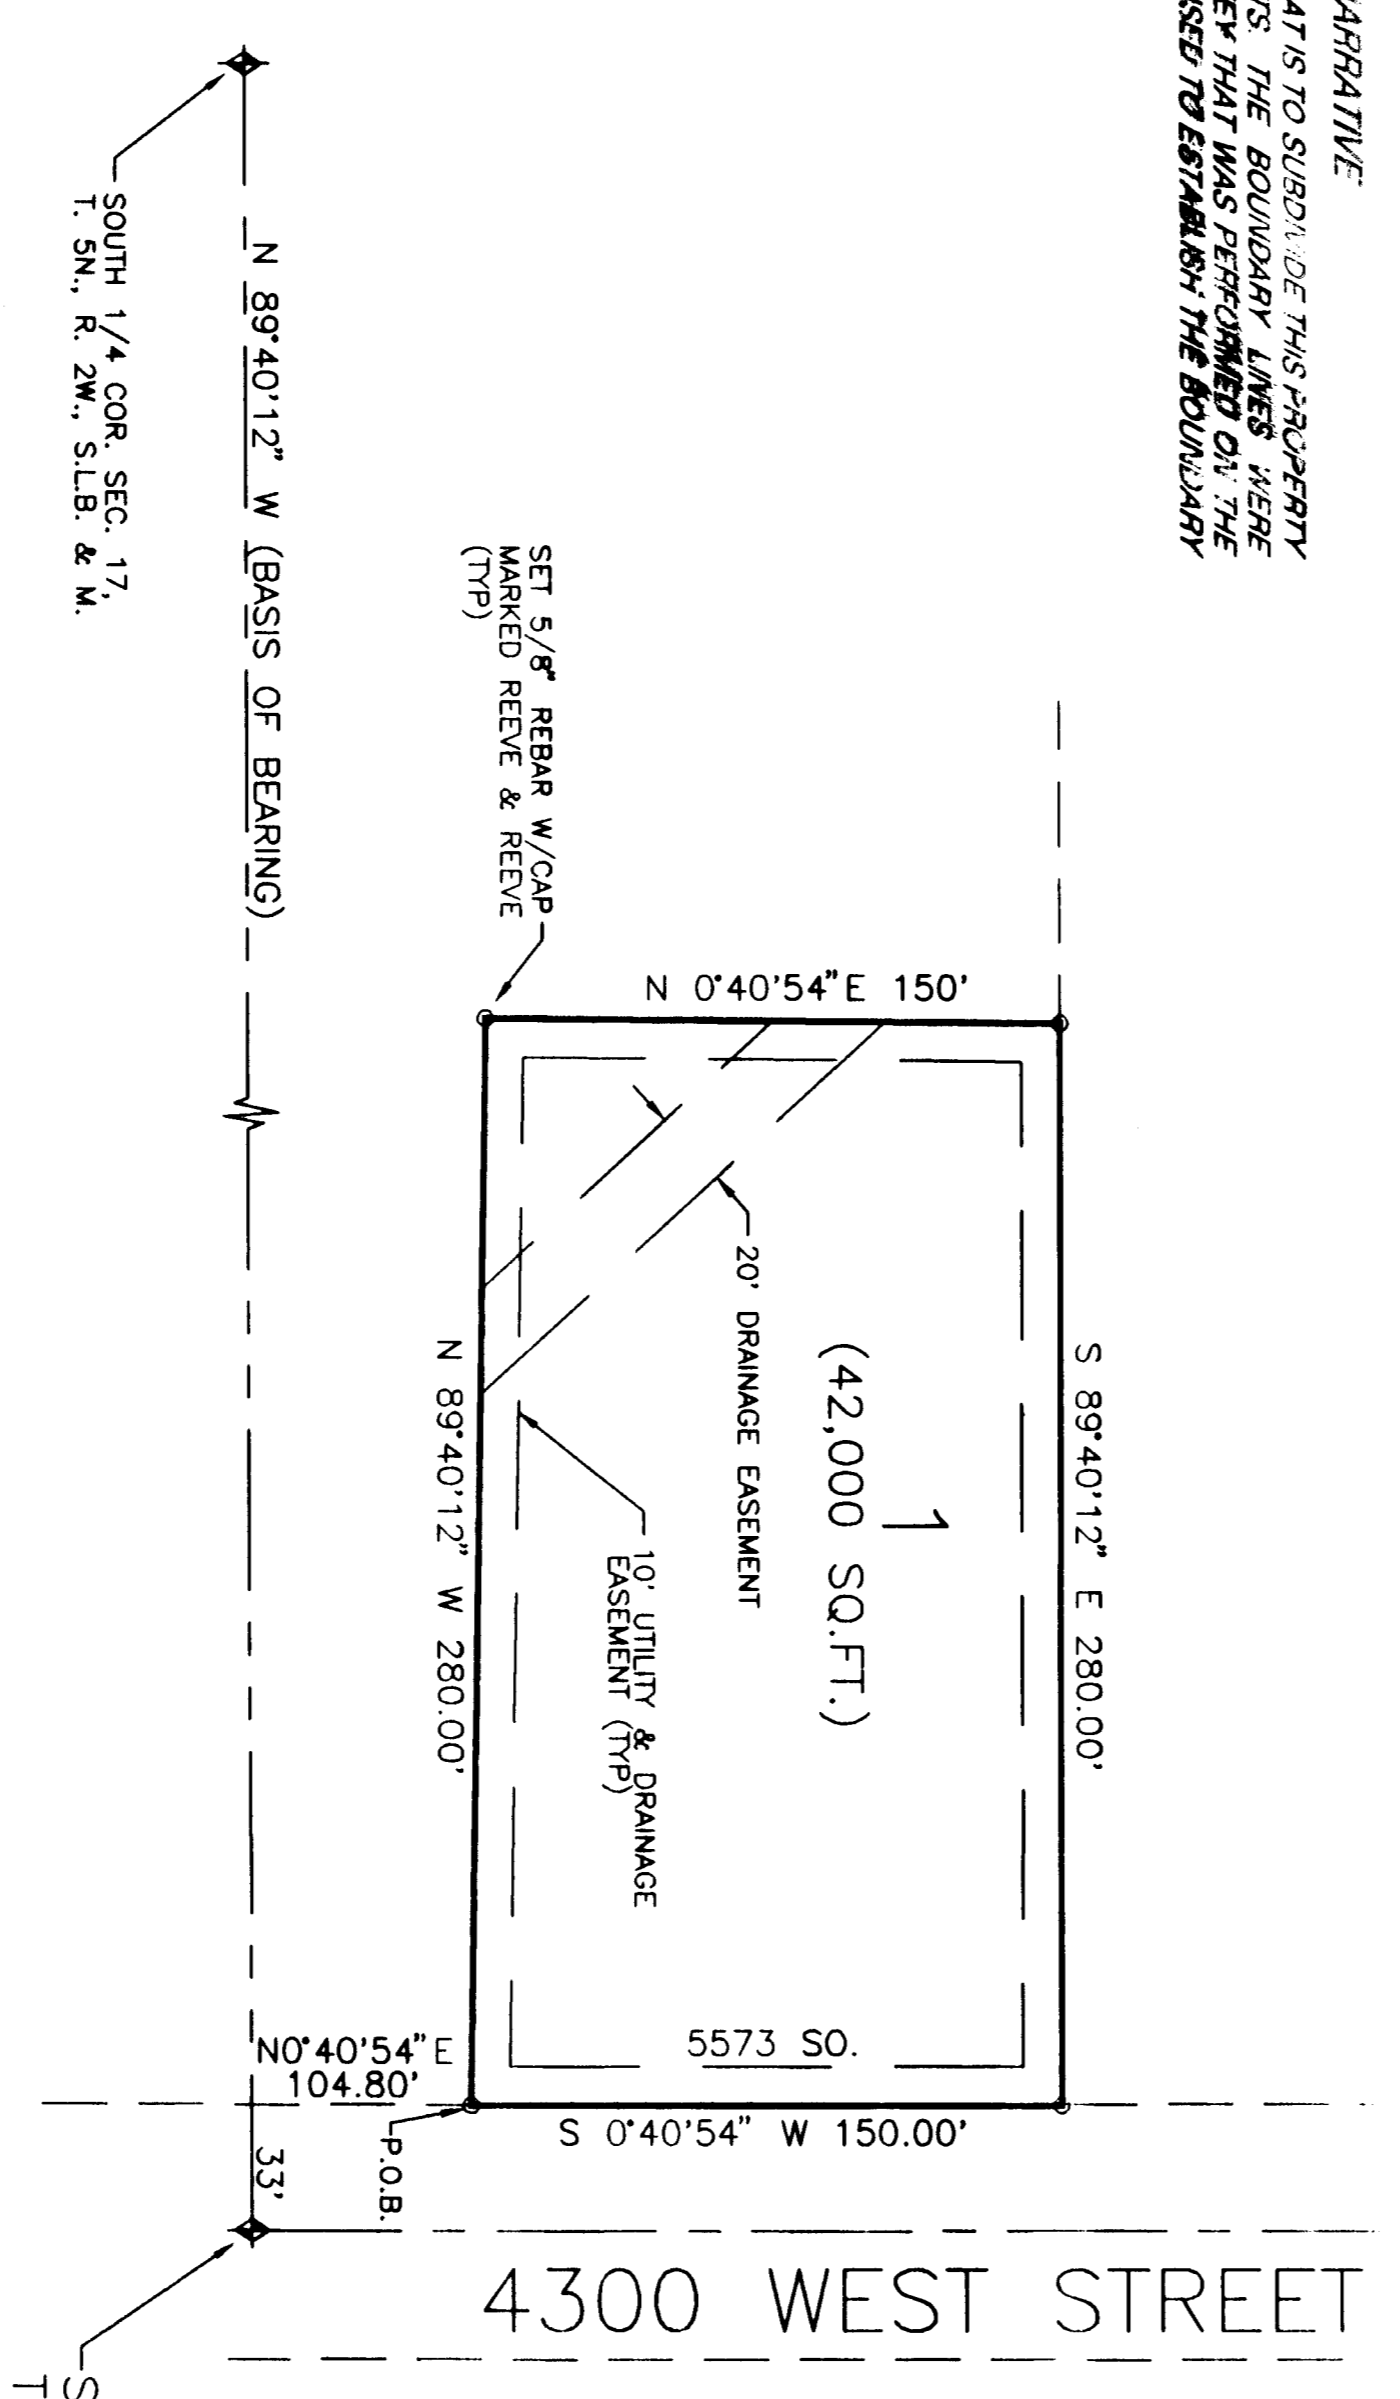 ARRATIVE
AT IS TO SUBDIVIDE THIS PROPERTY
TS. THE BOUNDARY LINES WERE
EY THAT WAS PERFORMED ON THE
ASED TO ESTABLISH THE BOUNDARY
N 89°40'12" W (BASIS OF BEARING)
SOUTH 1/4 COR. SEC. 17,
T. 5N., R. 2W., S.L.B. & M.
SET 5/8" REBAR W/CAP
MARKED REEVE & REEVE
(TYP)
N 0°40'54"E 150'
S 89°40'12" E 280.00'
1
(42,000 SQ.FT.)
20' DRAINAGE EASEMENT
10' UTILITY & DRAINAGE
EASEMENT (TYP)
N 89°40'12" W 280.00'
5573 SO.
S 0°40'54" W 150.00'
N0°40'54"E
104.80'
P.O.B.
33'
4300 WEST STREET
S
T